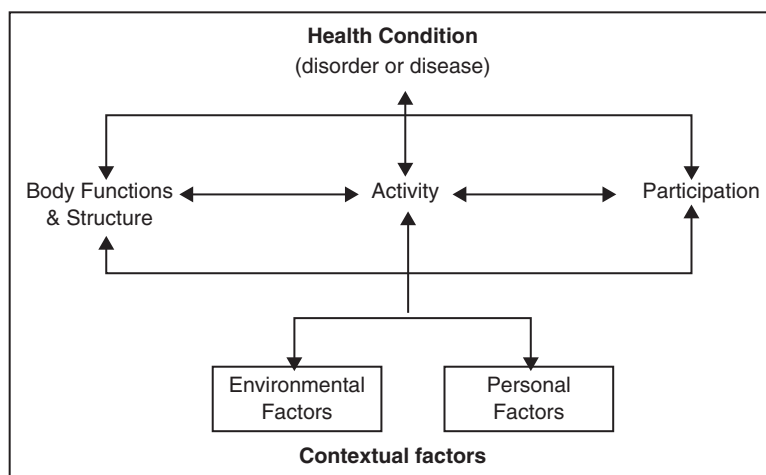 Health Condition
(disorder or disease)
Body Functions
& Structure
Activity
Participation
Environmental
Factors
Personal
Factors
Contextual factors